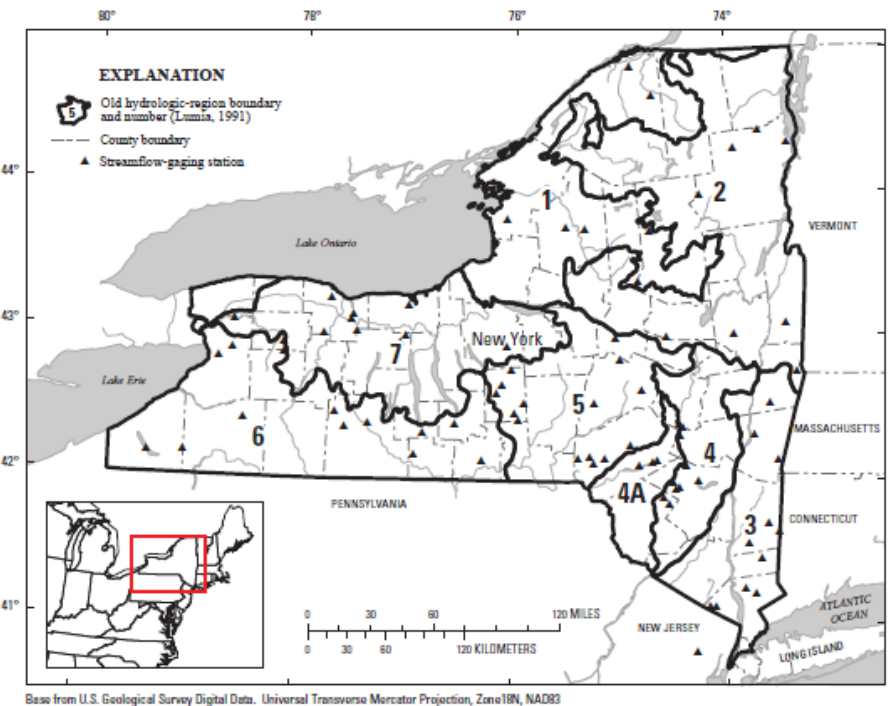 80°
78°
76°
74°
EXPLANATION
5
Old hydrologic-region boundary
and number (Lumia, 1991)
County boundary
Streamflow-gaging station
44°
1
2
VERMONT
Lake Ontario
43°
New York
7
Lake Erie
5
6
4
MASSACHUSETTS
42°
4A
PENNSYLVANIA
3
CONNECTICUT
41°
0 30 60 120 MILES
0 30 60 120 KILOMETERS
NEW JERSEY
ATLANTIC
OCEAN
LONG ISLAND
Base from U.S. Geological Survey Digital Data. Universal Transverse Mercator Projection, Zone18N, NAD83